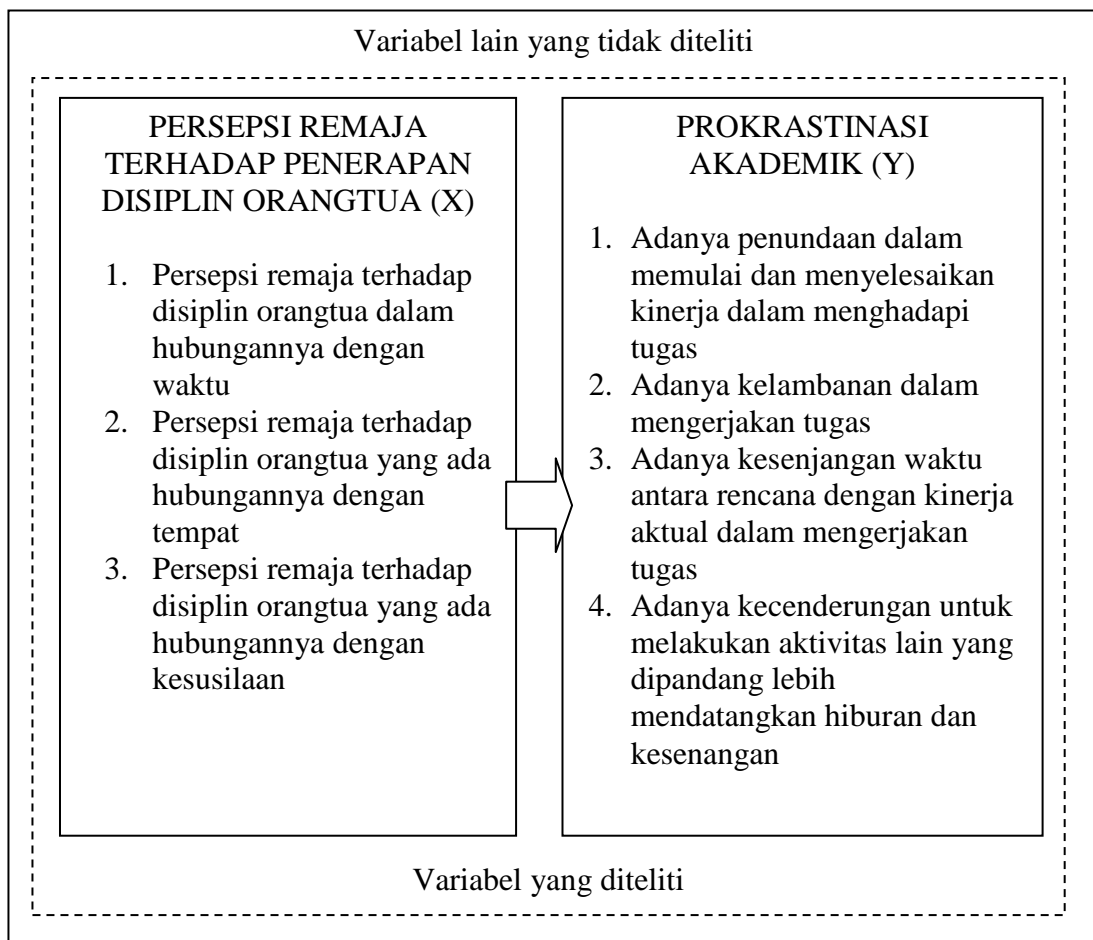 Variabel lain yang tidak diteliti
PERSEPSI REMAJA
TERHADAP PENERAPAN
DISIPLIN ORANGTUA (X)
1. Persepsi remaja terhadap
disiplin orangtua dalam
hubungannya dengan
waktu
2. Persepsi remaja terhadap
disiplin orangtua yang ada
hubungannya dengan
tempat
3. Persepsi remaja terhadap
disiplin orangtua yang ada
hubungannya dengan
kesusilaan
PROKRASTINASI
AKADEMIK (Y)
1. Adanya penundaan dalam
memulai dan menyelesaikan
kinerja dalam menghadapi
tugas
2. Adanya kelambanan dalam
mengerjakan tugas
3. Adanya kesenjangan waktu
antara rencana dengan kinerja
aktual dalam mengerjakan
tugas
4. Adanya kecenderungan untuk
melakukan aktivitas lain yang
dipandang lebih
mendatangkan hiburan dan
kesenangan
Variabel yang diteliti